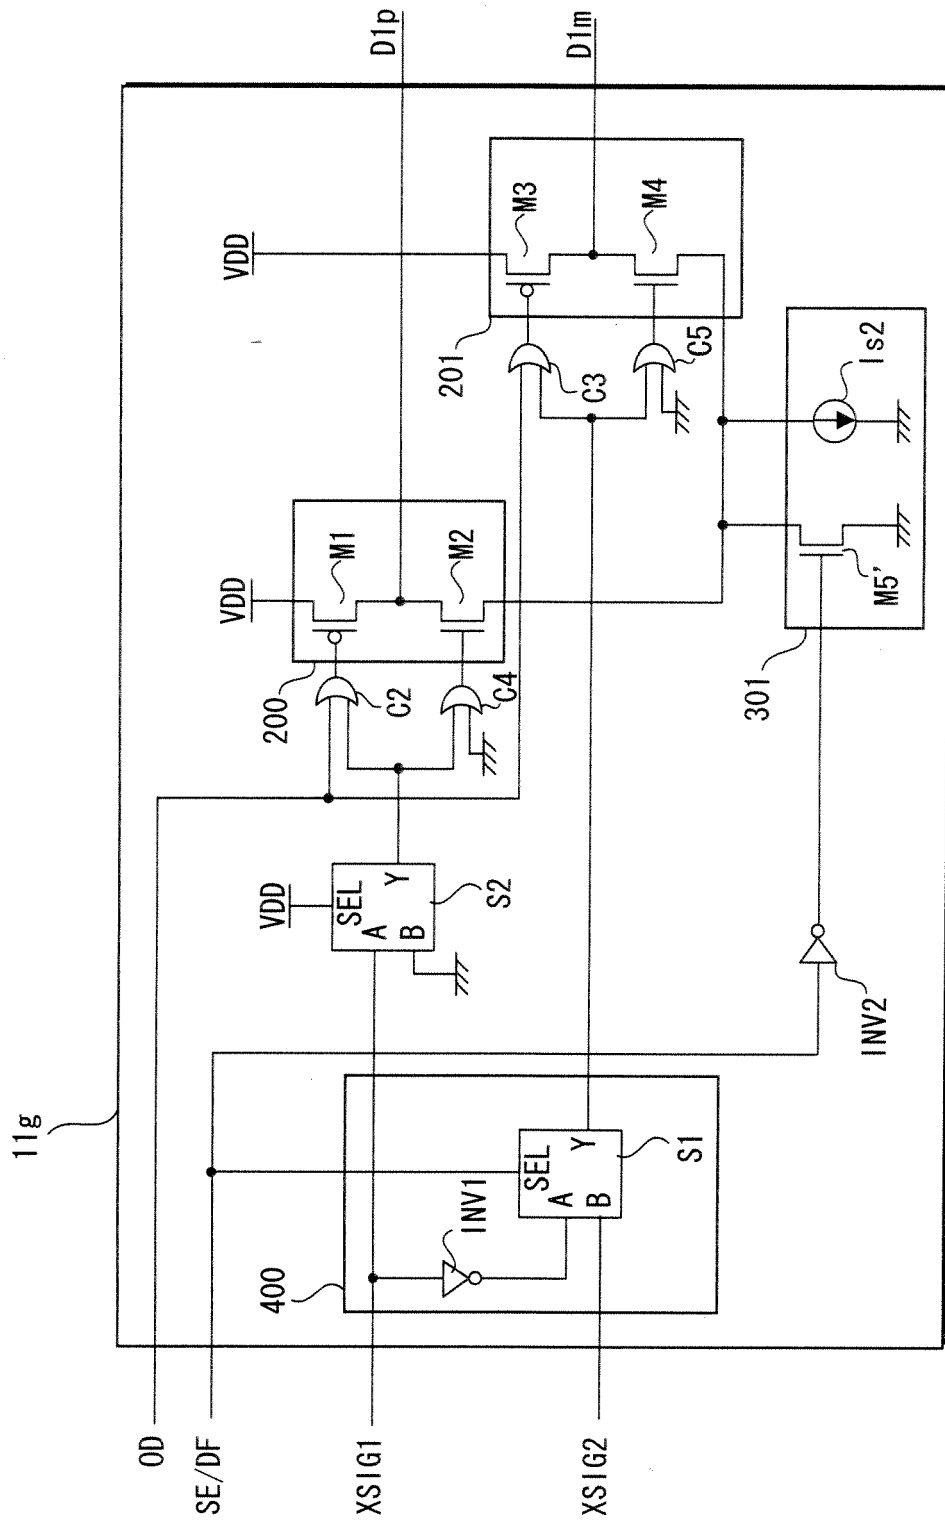 11g
OD
SE/DF
XSIG1
XSIG2
400
INV1
SEL
A
B
Y
S1
VDD
SEL
A
B
Y
S2
INV2
VDD
200
M1
M2
C2
C4
D1p
VDD
201
M3
M4
C3
C5
D1m
301
M5'
Is2